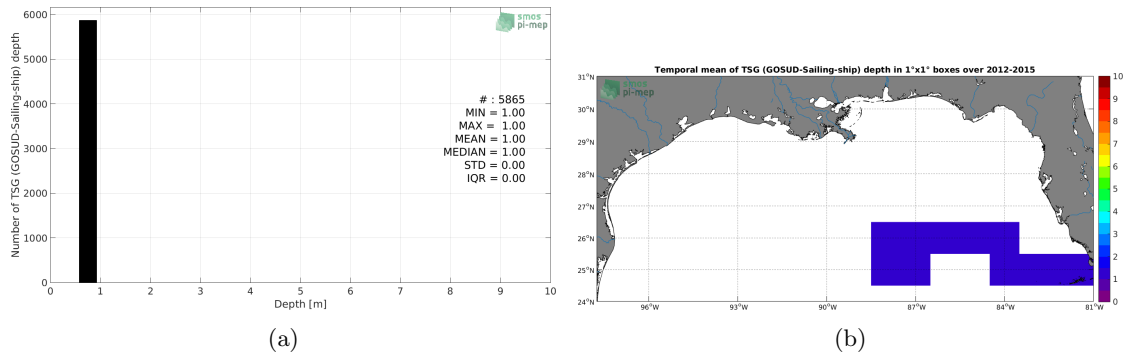 smos
pi-mep
6000
5000
4000
3000
2000
1000
0
Number of TSG (GOSUD-Sailing-ship) depth
# : 5865
MIN = 1.00
MAX = 1.00
MEAN = 1.00
MEDIAN = 1.00
STD = 0.00
IQR = 0.00
0 1 2 3 4 5 6 7 8 9 10
Depth [m]
(a)
Temporal mean of TSG (GOSUD-Sailing-ship) depth in 1°x1° boxes over 2012-2015
smos
pi-mep
31°N
30°N
29°N
28°N
27°N
26°N
25°N
24°N
96°W 93°W 90°W 87°W 84°W 81°W
10
9
8
7
6
5
4
3
2
1
0
(b)